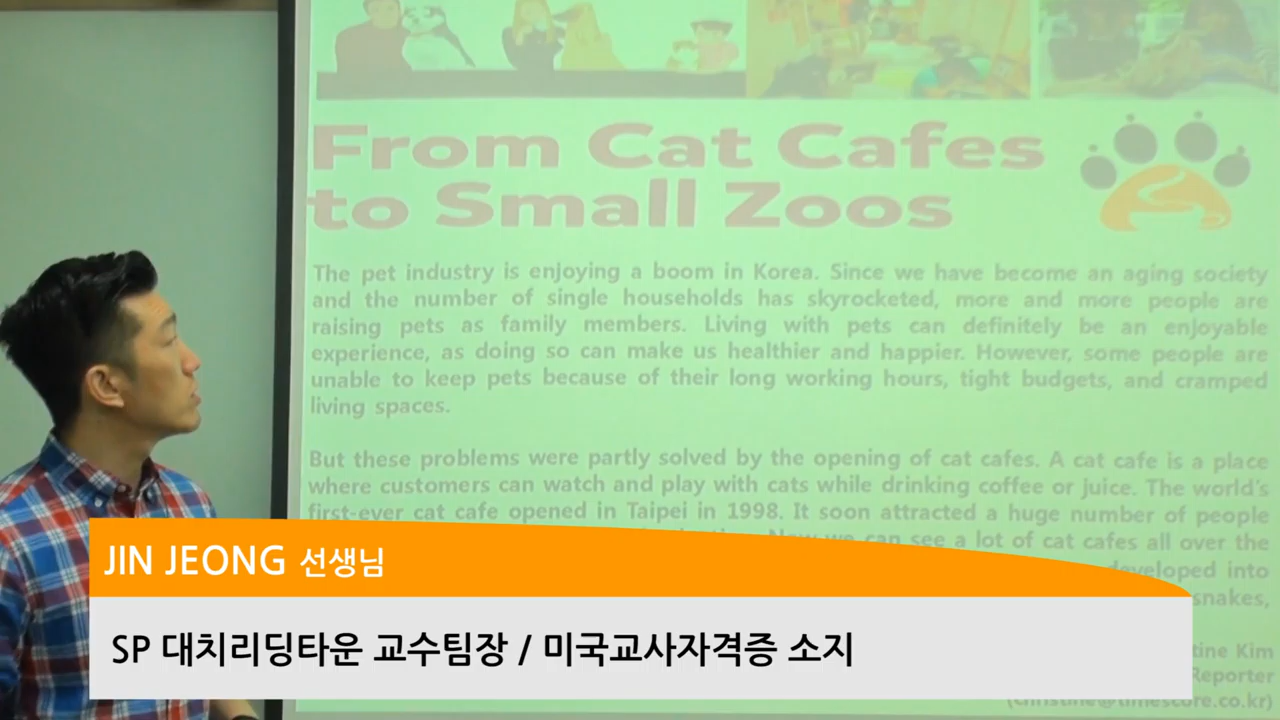 From Cat Cafes
to Small Zoos
The pet industry is enjoying a boom in Korea. Since we have become an aging society
and the number of single households has skyrocketed, more and more people are
raising pets as family members. Living with pets can definitely be an enjoyable
experience, as doing so can make us healthier and happier. However, some people are
unable to keep pets because of their long working hours, tight budgets, and cramped
living spaces.
But these problems were partly solved by the opening of cat cafes. A cat cafe is a place
where customers can watch and play with cats while drinking coffee or juice. The world's
first-ever cat cafe opened in Taipei in 1998. It soon attracted a huge number of people
Now we can see a lot of cat cafes all over the
developed into
snakes,
tine Kim
Reporter
(christine@timescore.co.kr)
JIN JEONG 선생님
SP 대치리딩타운 교수팀장 / 미국교사자격증 소지